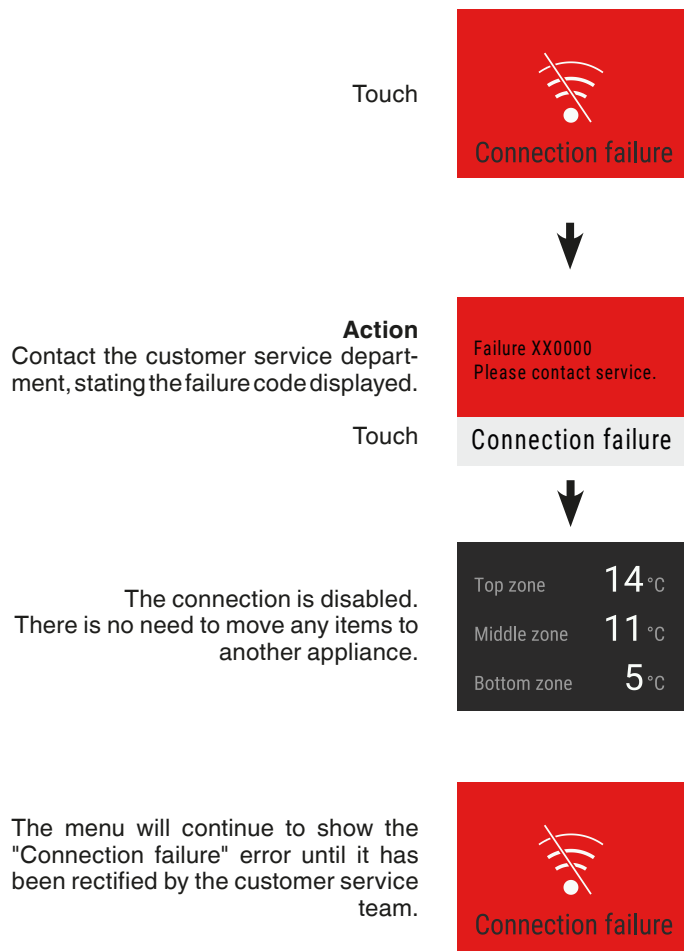 Touch
Connection failure
Action
Contact the customer service depart-
ment, stating the failure code displayed.
Failure XX0000
Please contact service.
Touch
Connection failure
The connection is disabled.
There is no need to move any items to
another appliance.
Top zone 14 °C
Middle zone 11 °C
Bottom zone 5 °C
The menu will continue to show the
"Connection failure" error until it has
been rectified by the customer service
team.
Connection failure